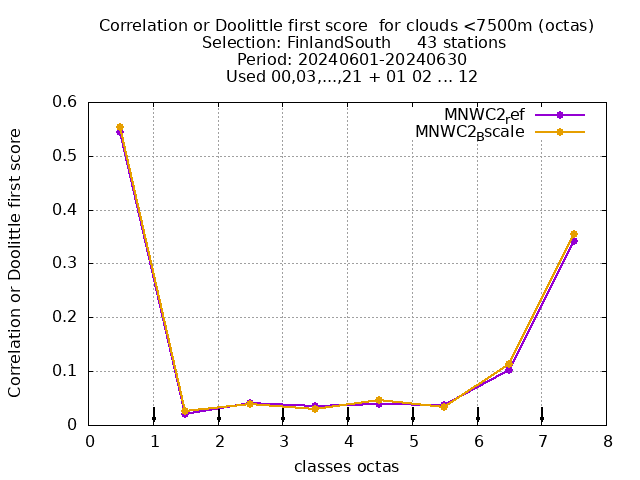 Correlation or Doolittle first score  for clouds <7500m (octas)
Selection: FinlandSouth     43 stations
Period: 20240601-20240630
Used 00,03,...,21 + 01 02 ... 12
MNWC2ref
MNWC2Bscale
Correlation or Doolittle first score
0.6
0.5
0.4
0.3
0.2
0.1
0
0 1 2 3 4 5 6 7 8
classes octas